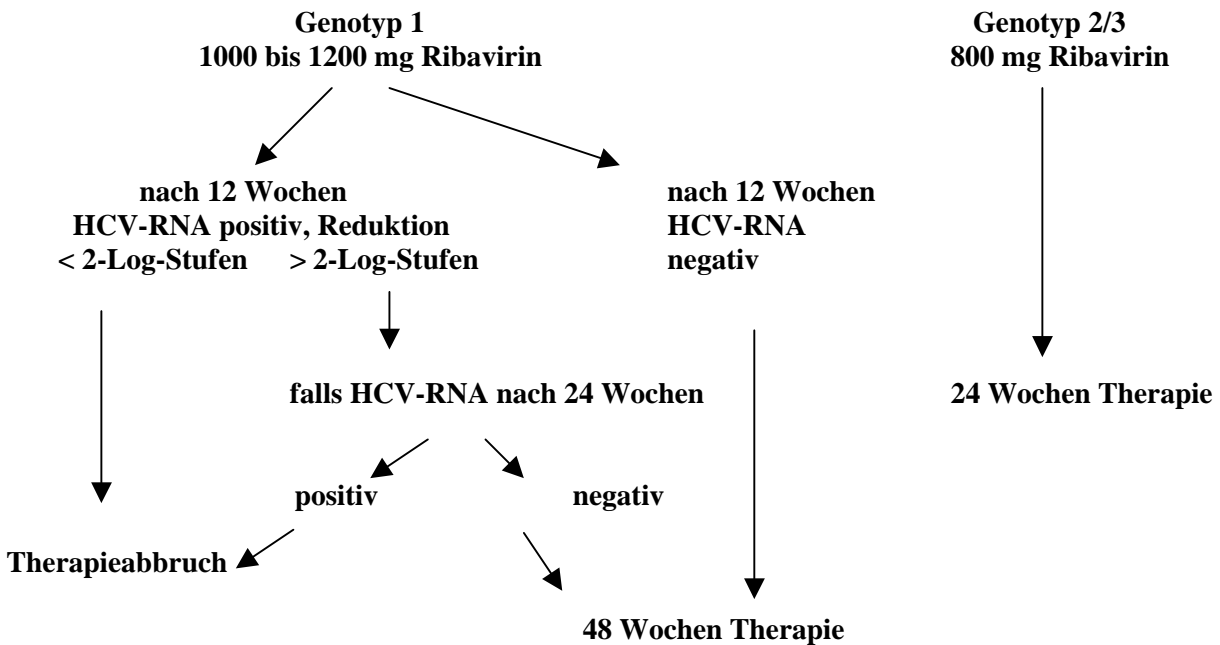 Genotyp 1
1000 bis 1200 mg Ribavirin
Genotyp 2/3
800 mg Ribavirin
nach 12 Wochen
HCV-RNA positiv, Reduktion
< 2-Log-Stufen > 2-Log-Stufen
nach 12 Wochen
HCV-RNA
negativ
falls HCV-RNA nach 24 Wochen
24 Wochen Therapie
positiv
negativ
Therapieabbruch
48 Wochen Therapie